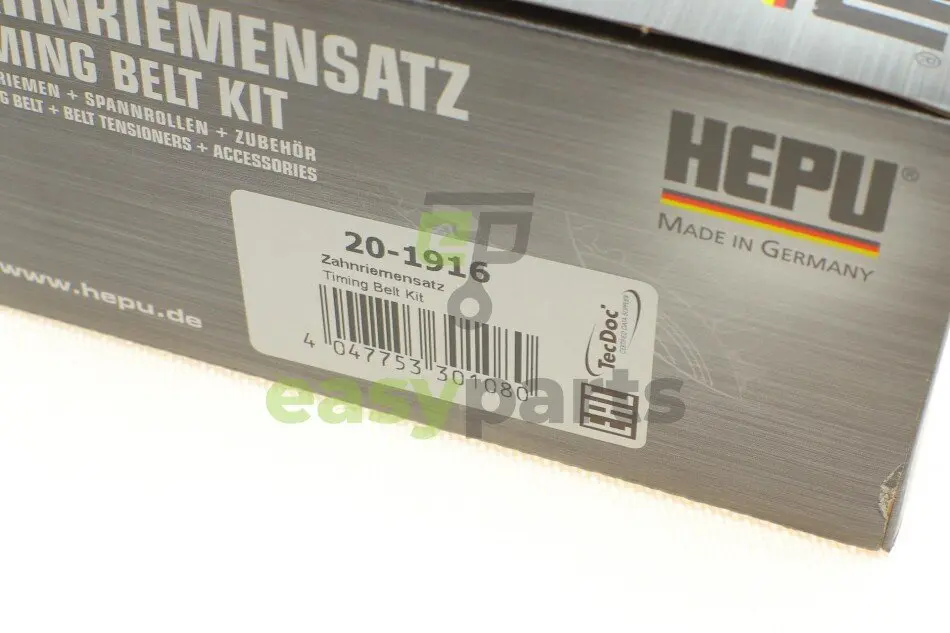 HNRIEMENSATZ
MING BELT KIT
RIEMEN + SPANNROLLEN + ZUBEHÖR
G BELT + BELT TENSIONERS + ACCESSORIES
HEPU®
MADE IN GERMANY
20-1916
Zahnriemensatz
Timing Belt Kit
4 047753 301080
TecDoc
EAC
www.hepu.de
easyparts